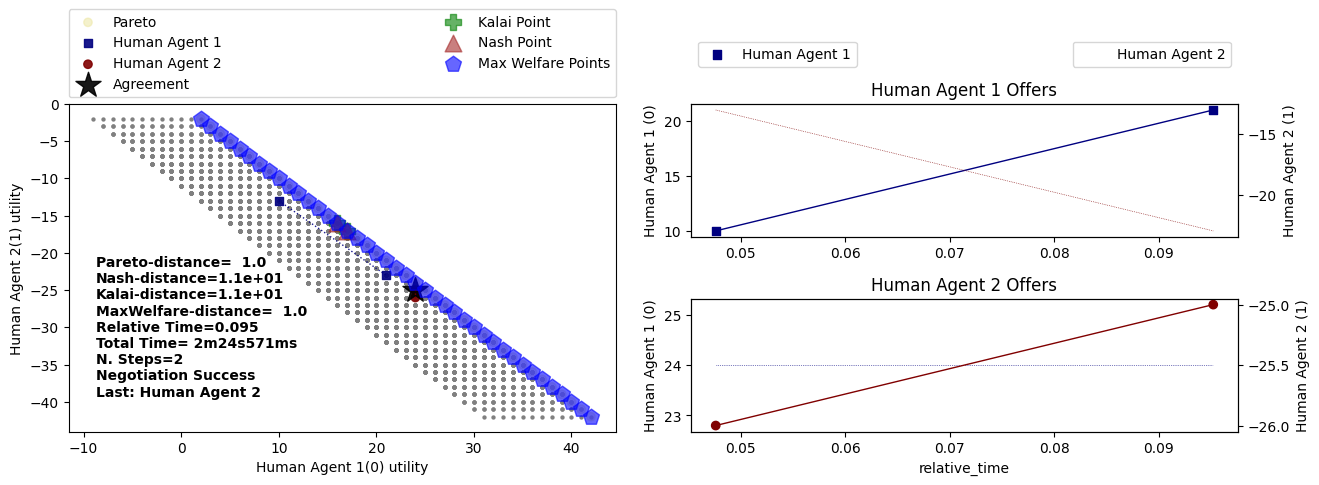 Pareto
Human Agent 1
Human Agent 2
Agreement
Kalai Point
Nash Point
Max Welfare Points
0
−5
−10
−15
−20
−25
−30
−35
−40
Human Agent 2(1) utility
Pareto-distance=  1.0
Nash-distance=1.1e+01
Kalai-distance=1.1e+01
MaxWelfare-distance=  1.0
Relative Time=0.095
Total Time= 2m24s571ms
N. Steps=2
Negotiation Success
Last: Human Agent 2
−10 0 10 20 30 40
Human Agent 1(0) utility
Human Agent 1
Human Agent 2
Human Agent 1 Offers
Human Agent 1 (0)
20
15
10
−15
−20
Human Agent 2 (1)
0.05 0.06 0.07 0.08 0.09
Human Agent 2 Offers
Human Agent 1 (0)
25
24
23
−25.0
−25.5
−26.0
Human Agent 2 (1)
0.05 0.06 0.07 0.08 0.09
relative_time